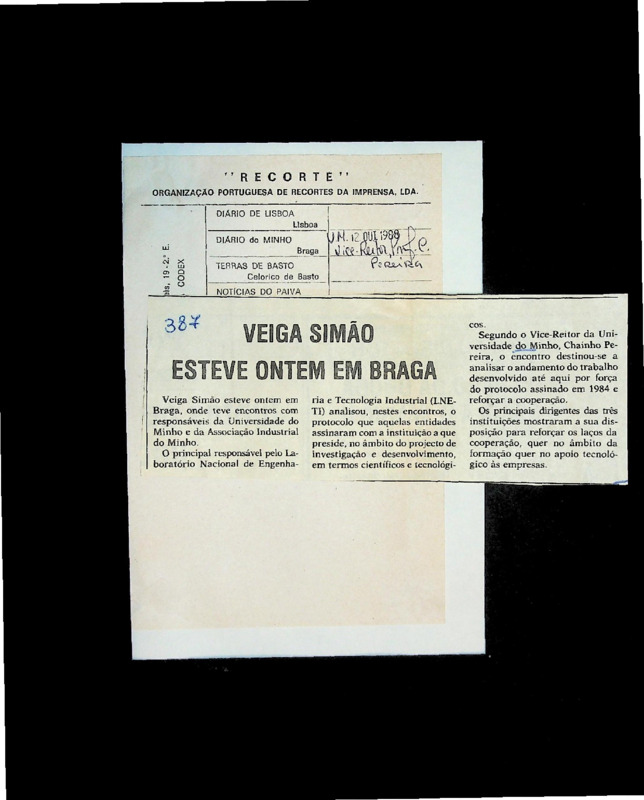 ''RECORTE''
ORGANIZAÇÃO PORTUGUESA DE RECORTES DA IMPRENSA, LDA.
19-2.º E.
CODEX
DIÁRIO DE LISBOA
Lisboa
DIÁRIO do MINHO
Braga
TERRAS DE BASTO
Celorico de Basto
NOTÍCIAS DO PAIVA
U.M. 12 OUT 1988
Vice-Reitor, Prof. C.
Pereira
387
VEIGA SIMÃO
ESTEVE ONTEM EM BRAGA
Veiga Simão esteve ontem em
Braga, onde teve encontros com
responsáveis da Universidade do
Minho e da Associação Industrial
do Minho.
O principal responsável pelo La-
boratório Nacional de Engenha-
ria e Tecnologia Industrial (LNE-
TI) analisou, nestes encontros, o
protocolo que aquelas entidades
assinaram com a instituição a que
preside, no âmbito do projecto de
investigação e desenvolvimento,
em termos científicos e tecnológi-
cos.
Segundo o Vice-Reitor da Uni-
versidade do Minho, Chainho Pe-
reira, o encontro destinou-se a
analisar o andamento do trabalho
desenvolvido até aqui por força
do protocolo assinado em 1984 e
reforçar a cooperação.
Os principais dirigentes das três
instituições mostraram a sua dis-
posição para reforçar os laços da
cooperação, quer no âmbito da
formação quer no apoio tecnoló-
gico às empresas.